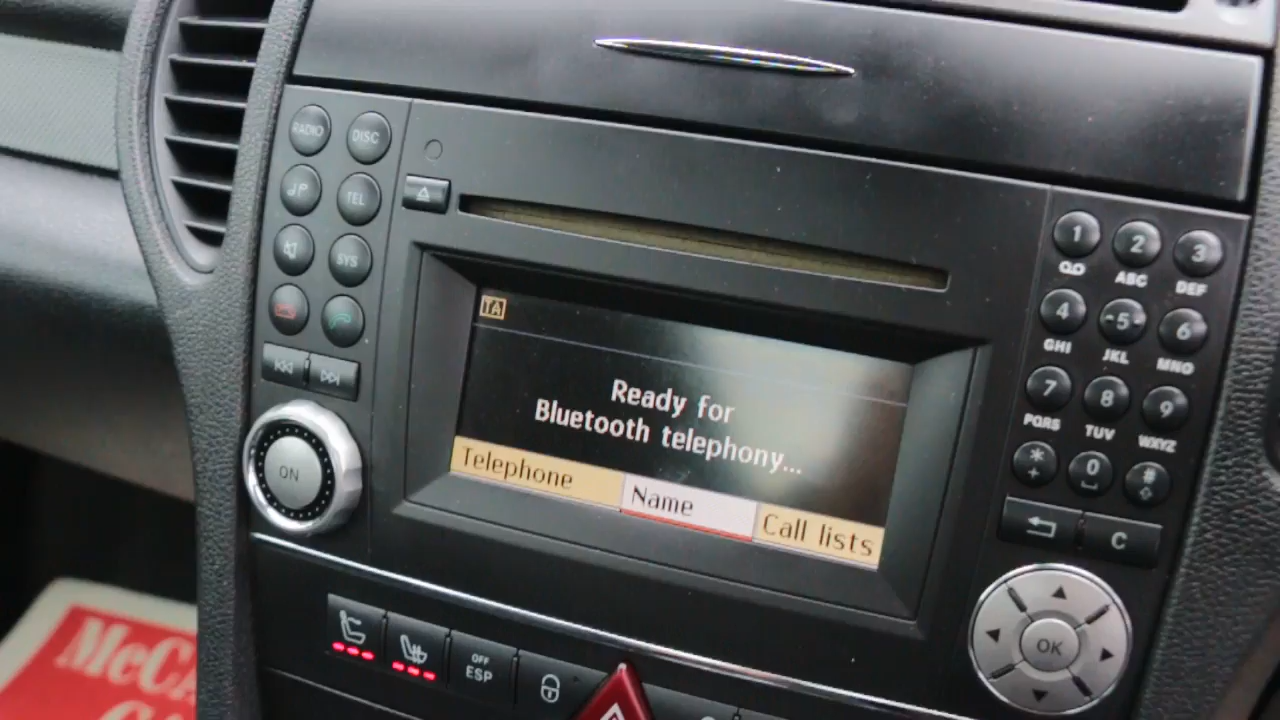 RADIO
DISC
TEL
SYS
ON
TA
Ready for
Bluetooth telephony...
Telephone
Name
Call lists
1
2
ABC
3
DEF
4
GHI
5
JKL
6
MNO
7
PQRS
8
TUV
9
WXYZ
*
+
0
#
C
OK
OFF
ESP